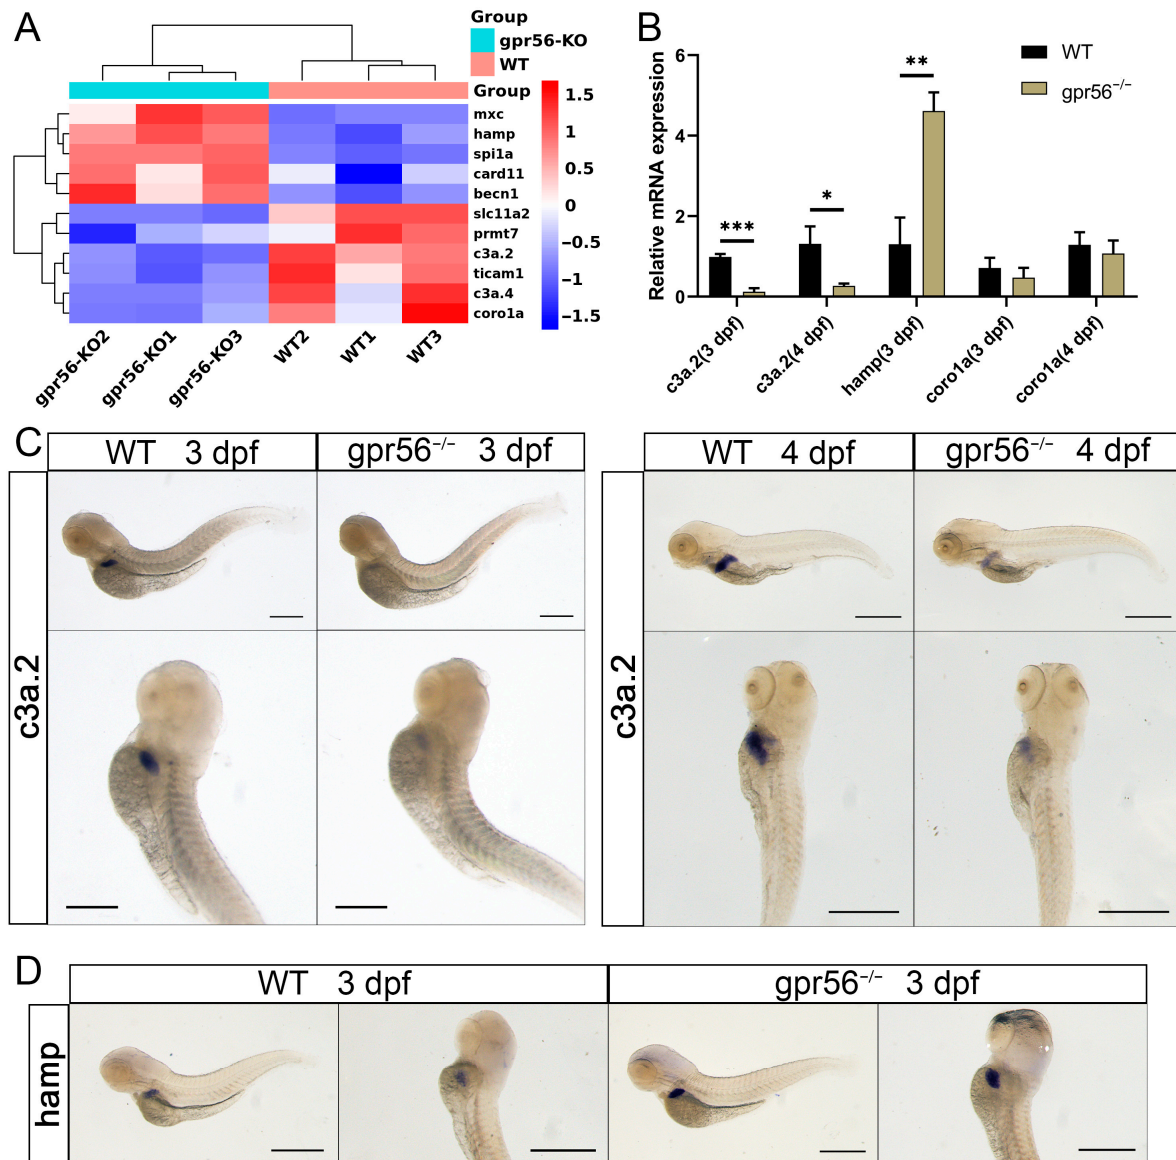 A
Group
gpr56-KO
WT
Group
1.5
1
0.5
0
−0.5
−1
−1.5
mxc
hamp
spi1a
card11
becn1
slc11a2
prmt7
c3a.2
ticam1
c3a.4
coro1a
gpr56-KO2
gpr56-KO1
gpr56-KO3
WT2
WT1
WT3
B
Relative mRNA expression
6
4
2
0
***
*
**
WT
gpr56−/−
c3a.2(3 dpf)
c3a.2(4 dpf)
hamp(3 dpf)
coro1a(3 dpf)
coro1a(4 dpf)
C
WT 3 dpf
gpr56−/− 3 dpf
c3a.2
WT 4 dpf
gpr56−/− 4 dpf
c3a.2
D
WT 3 dpf
gpr56−/− 3 dpf
hamp